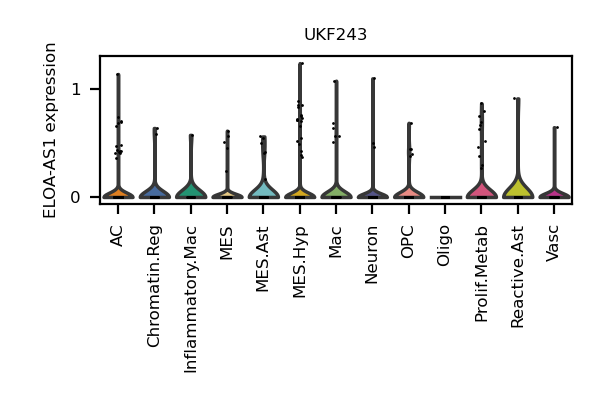 UKF243
ELOA-AS1 expression
1
0
AC
Chromatin.Reg
Inflammatory.Mac
MES
MES.Ast
MES.Hyp
Mac
Neuron
OPC
Oligo
Prolif.Metab
Reactive.Ast
Vasc